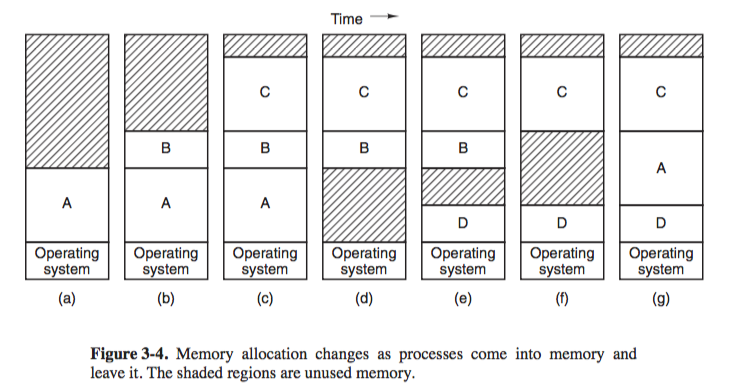 Time
C
C
C
C
C
B
B
B
B
A
A
A
A
D
D
D
Operating
system
Operating
system
Operating
system
Operating
system
Operating
system
Operating
system
Operating
system
(a)
(b)
(c)
(d)
(e)
(f)
(g)
Figure 3-4. Memory allocation changes as processes come into memory and
leave it. The shaded regions are unused memory.